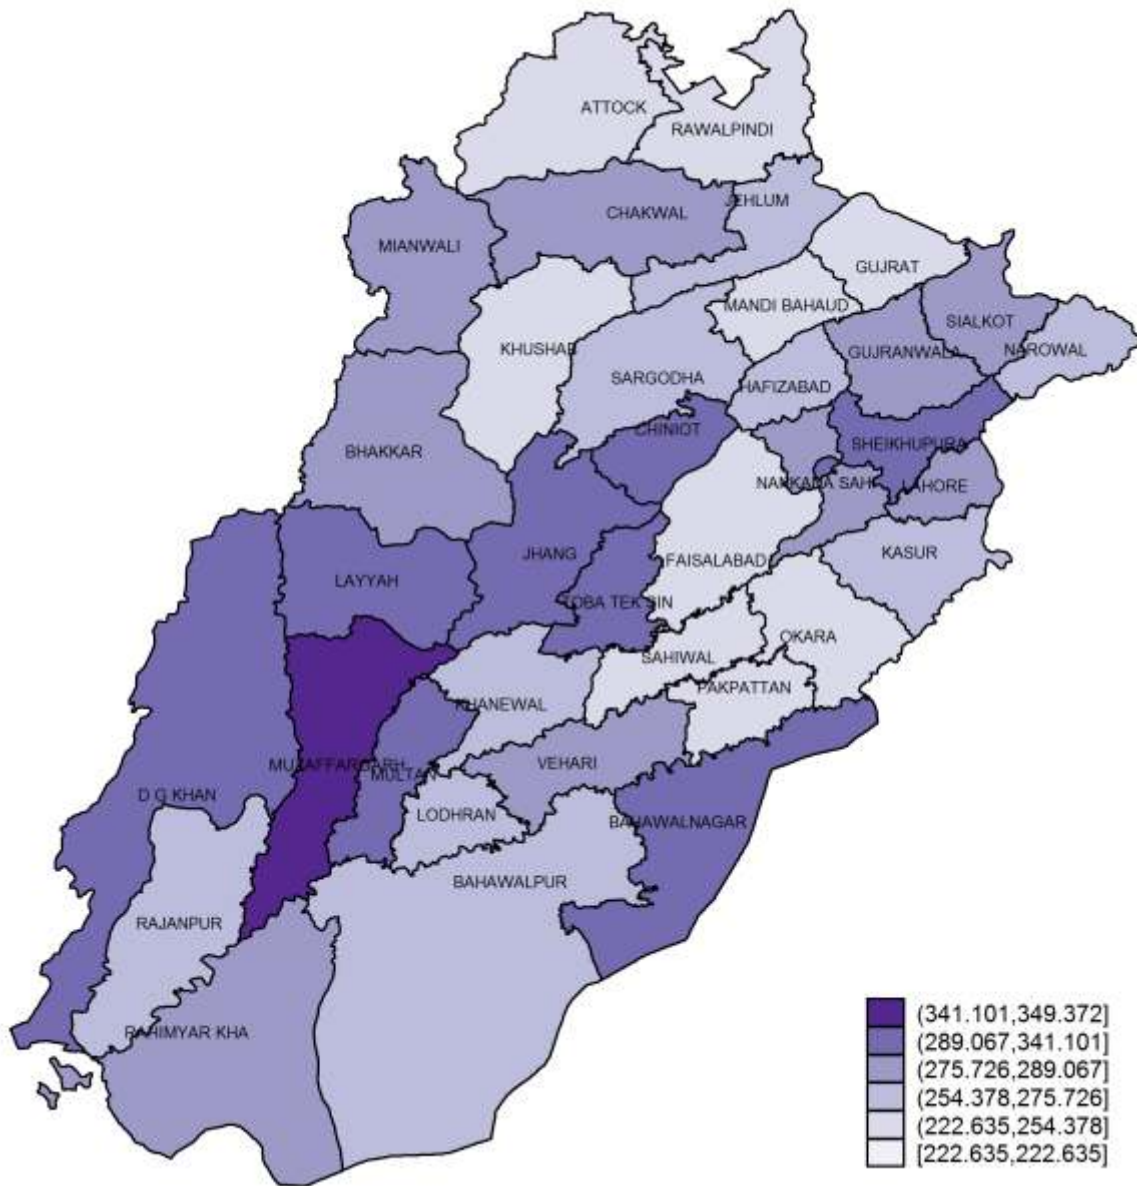 ATTOCK
RAWALPINDI
JEHLUM
CHAKWAL
MIANWALI
GUJRAT
MANDI BAHAUD
SIALKOT
KHUSHAB
GUJRANWALA
NAROWAL
SARGODHA
HAFIZABAD
CHINIOT
SHEIKHUPURA
BHAKKAR
NANKANA SAHI
LAHORE
JHANG
KASUR
FAISALABAD
LAYYAH
TOBA TEK SIN
OKARA
SAHIWAL
PAKPATTAN
KHANEWAL
MUZAFFARGARH
MULTAN
VEHARI
D G KHAN
LODHRAN
BAHAWALNAGAR
BAHAWALPUR
RAJANPUR
RAHIMYAR KHA
(341.101,349.372]
(289.067,341.101]
(275.726,289.067]
(254.378,275.726]
(222.635,254.378]
[222.635,222.635]